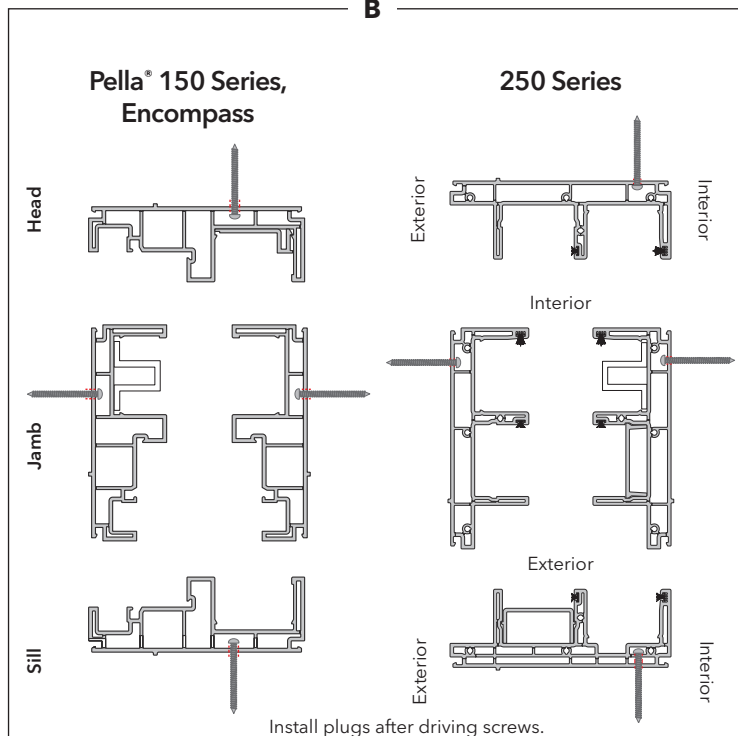 B
Pella® 150 Series,
Encompass
250 Series
Head
Exterior
Interior
Interior
Jamb
Exterior
Sill
Exterior
Interior
Install plugs after driving screws.